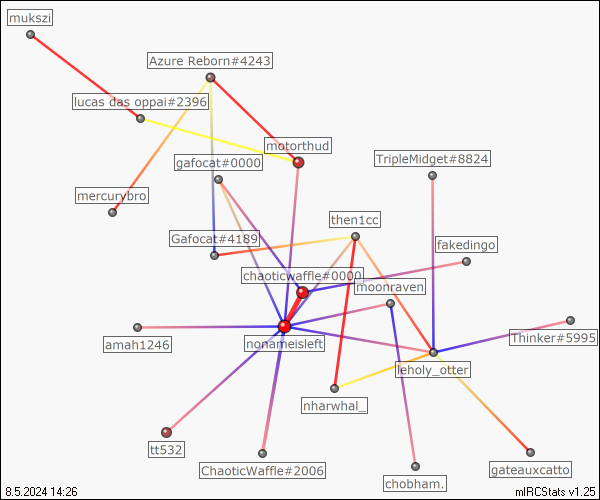 mukszi
Azure Reborn#4243
lucas das oppai#2396
motorthud
gafocat#0000
TripleMidget#8824
mercurybro
then1cc
Gafocat#4189
fakedingo
chaoticwaffle#0000
moonraven
amah1246
nonameisleft
Thinker#5995
leholy_otter
nharwhal_
tt532
ChaoticWaffle#2006
gateauxcatto
chobham.
8.5.2024 14:26
mIRCStats v1.25